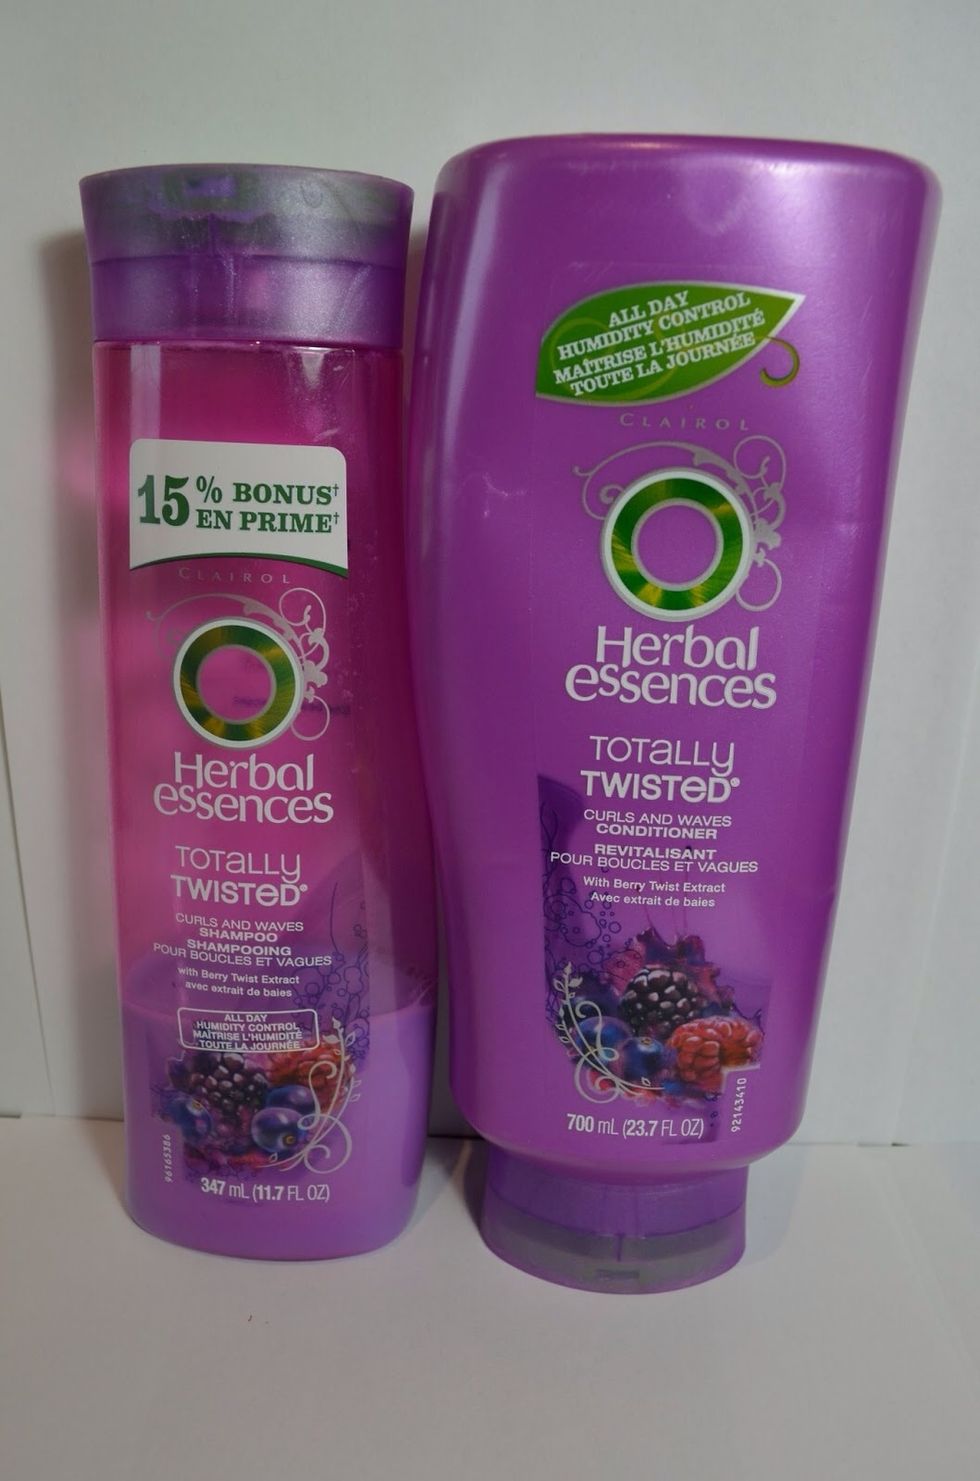 15% BONUS†
EN PRIME†
CLAIROL
Herbal
essences
TOTALLY
TWISTED®
CURLS AND WAVES
SHAMPOO
SHAMPOOING
POUR BOUCLES ET VAGUES
with Berry Twist Extract
avec extrait de baies
ALL DAY
HUMIDITY CONTROL
MAÎTRISE L'HUMIDITÉ
TOUTE LA JOURNÉE
96165386
347 mL (11.7 FL OZ)
ALL DAY
HUMIDITY CONTROL
MAÎTRISE L'HUMIDITÉ
TOUTE LA JOURNÉE
CLAIROL
Herbal
essences
TOTALLY
TWISTED®
CURLS AND WAVES
CONDITIONER
REVITALISANT
POUR BOUCLES ET VAGUES
With Berry Twist Extract
Avec extrait de baies
92143410
700 mL (23.7 FL OZ)